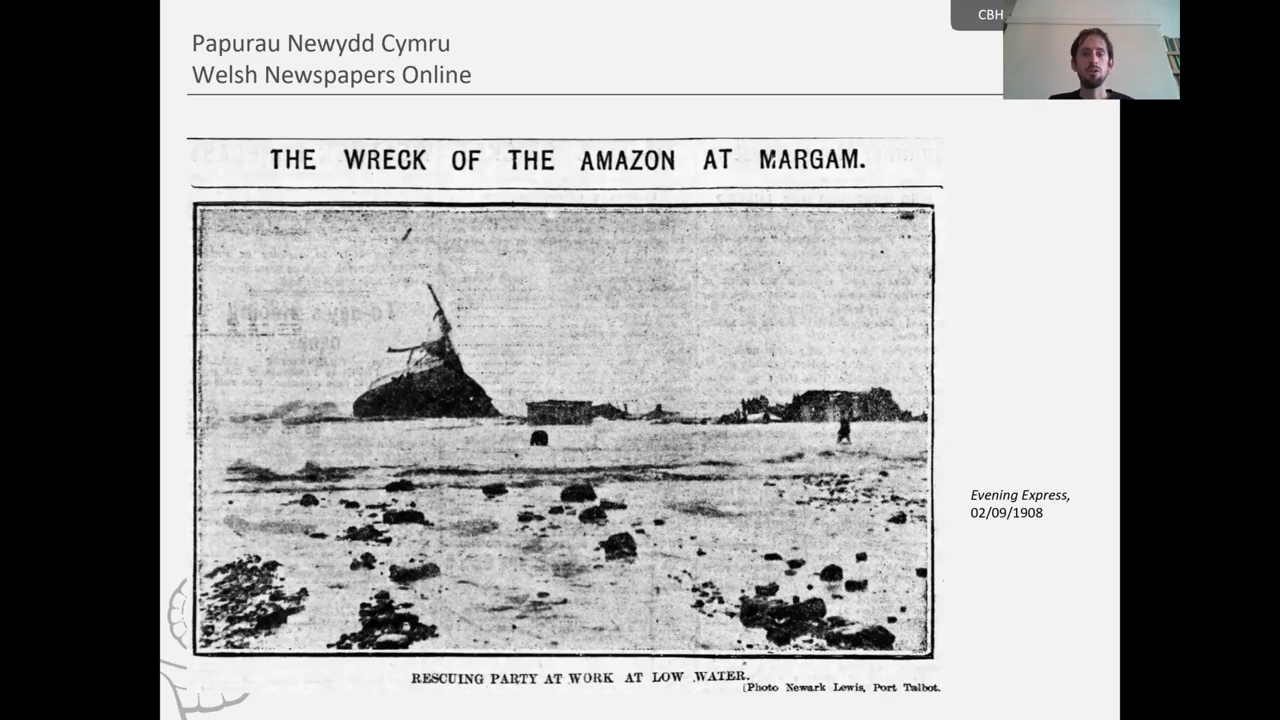 Papurau Newydd Cymru
Welsh Newspapers Online
CBH
THE WRECK OF THE AMAZON AT MARGAM.
Evening Express,
02/09/1908
RESCUING PARTY AT WORK AT LOW WATER.
[Photo Newark Lewis, Port Talbot.